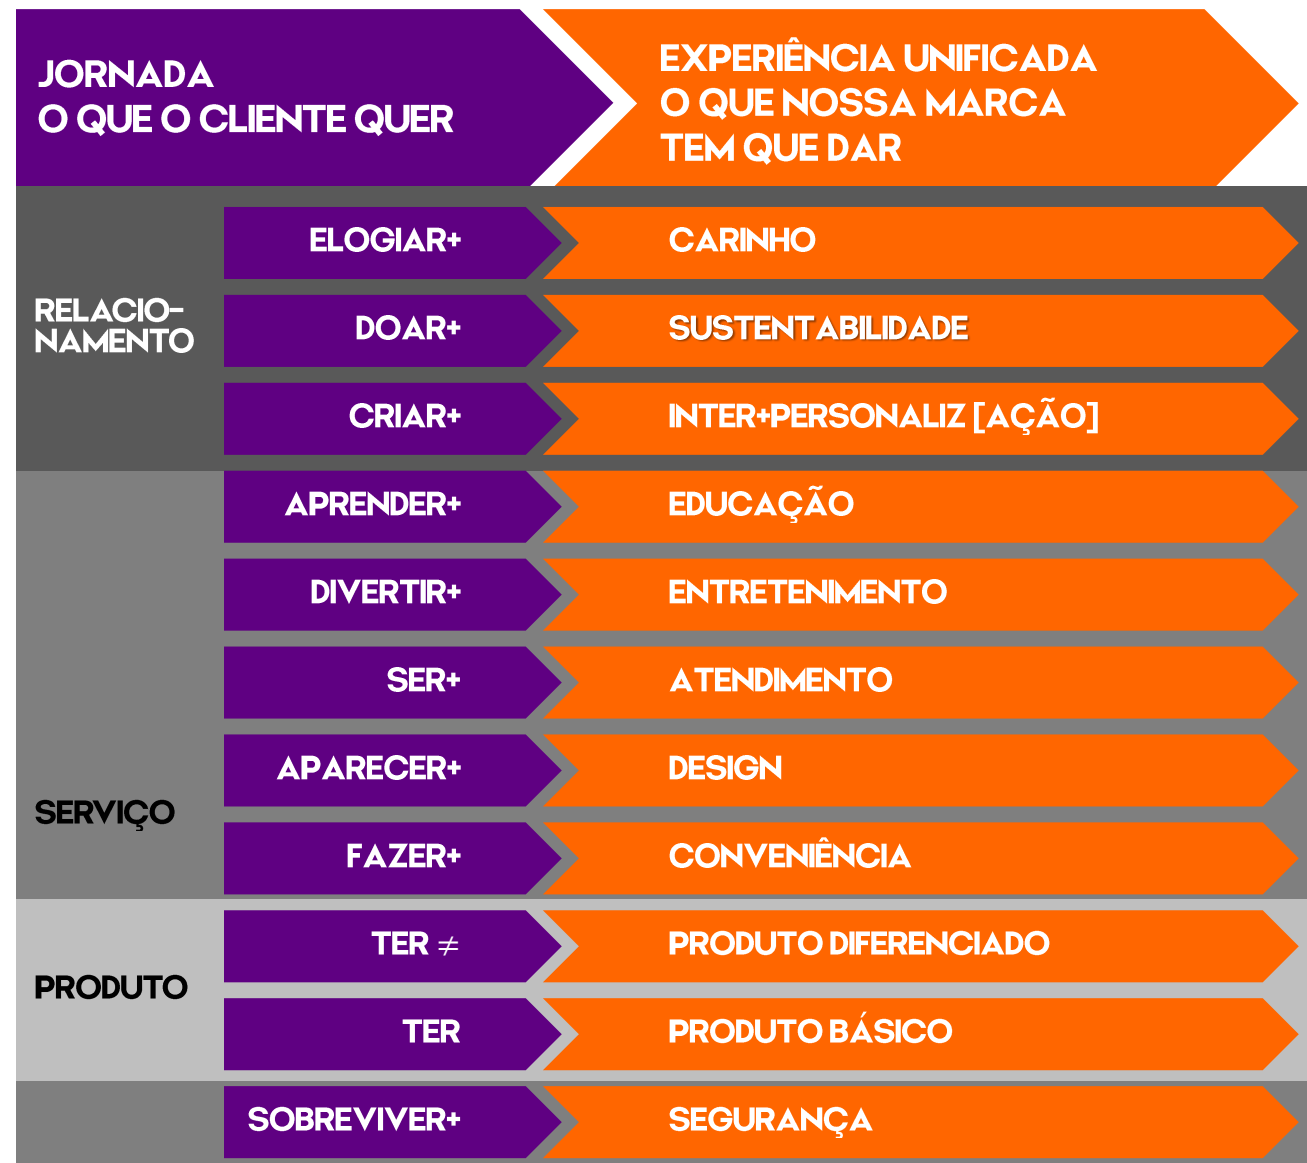 JORNADA
O QUE O CLIENTE QUER
EXPERIÊNCIA UNIFICADA
O QUE NOSSA MARCA
TEM QUE DAR
RELACIO-
NAMENTO
ELOGIAR+
CARINHO
DOAR+
SUSTENTABILIDADE
CRIAR+
INTER+PERSONALIZ [AÇÃO]
SERVIÇO
APRENDER+
EDUCAÇÃO
DIVERTIR+
ENTRETENIMENTO
SER+
ATENDIMENTO
APARECER+
DESIGN
FAZER+
CONVENIÊNCIA
PRODUTO
TER ≠
PRODUTO DIFERENCIADO
TER
PRODUTO BÁSICO
SOBREVIVER+
SEGURANÇA